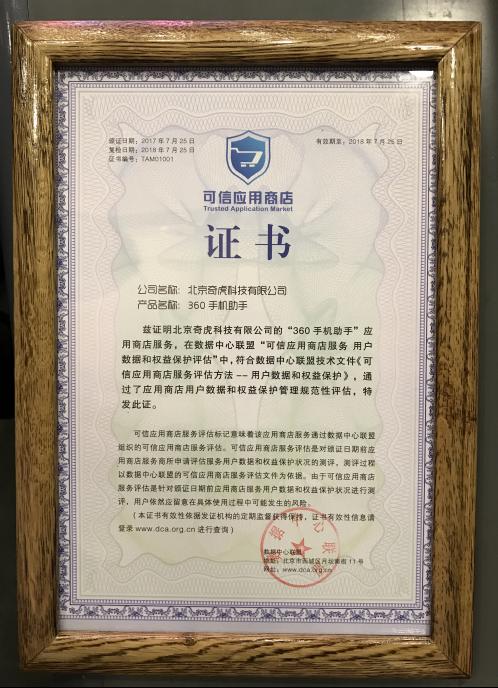 颁证日期：2017 年 7 月 25 日
复检日期：2018 年 7 月 25 日
证书编号：TAM01001
有效期至：2018 年 7 月 25 日
可信应用商店
Trusted Application Market
证书
公司名称：北京奇虎科技有限公司
产品名称：360 手机助手
兹证明北京奇虎科技有限公司的“360 手机助手”应
用商店服务，在数据中心联盟“可信应用商店服务 用户
数据和权益保护评估”中，符合数据中心联盟技术文件《可
信应用商店服务评估方法 -- 用户数据和权益保护》，通
过了应用商店用户数据和权益保护管理规范性评估，特
发此证。
可信应用商店服务评估标记意味着该应用商店服务通过数据中心联盟
组织的可信应用商店服务评估。可信应用商店服务评估是对颁证日期前应
用商店服务商所申请评估服务用户数据和权益保护状况的测评，测评过程
以数据中心联盟的可信应用商店服务评估文件为依据。由于可信应用商店
服务评估是针对颁证日期前应用商店服务用户数据和权益保护状况进行测
评，用户依然应留意在具体使用过程中可能发生的风险。
（本证书有效性依据发证机构的定期监督获得保持，证书有效性信息请
登录 www.dca.org.cn 进行查询）
数据中心联盟
地址：北京市西城区月坛南街 11 号
网址：www.dca.org.cn